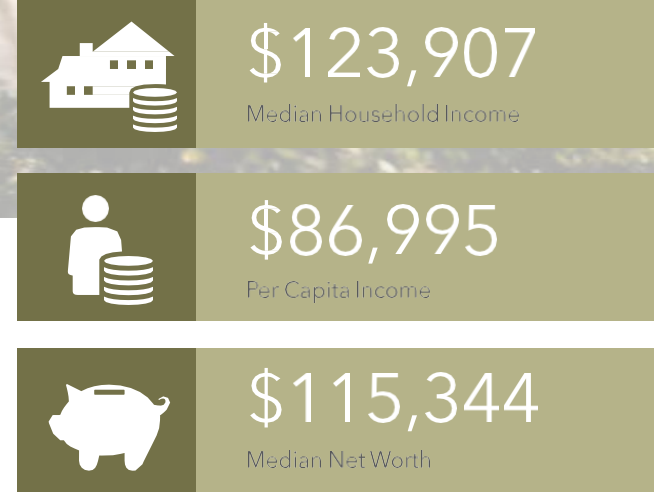 $123,907
Median Household Income
$86,995
Per Capita Income
$115,344
Median Net Worth